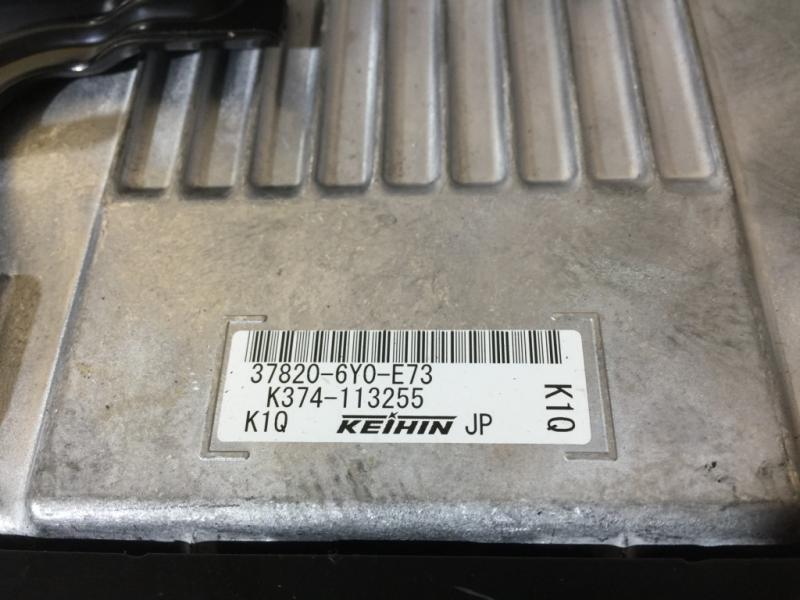 37820-6Y0-E73
K374-113255
K1Q KEIHIN JP
K1Q